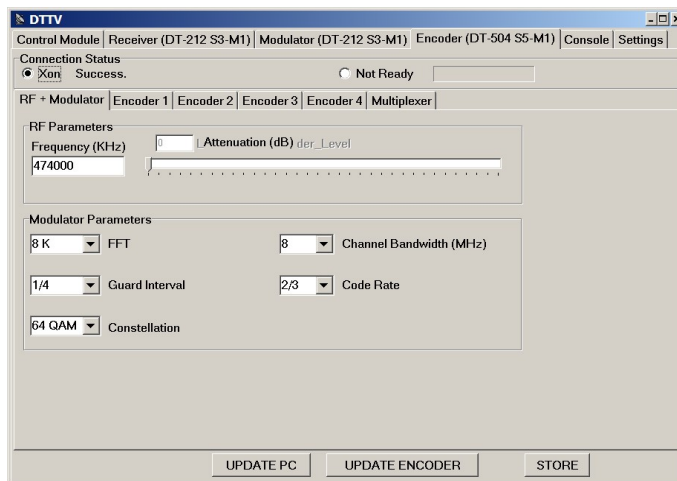 DTTV
Control Module Receiver (DT-212 S3-M1) Modulator (DT-212 S3-M1) Encoder (DT-504 S5-M1) Console Settings
Connection Status
Xon Success. Not Ready
RF + Modulator Encoder 1 Encoder 2 Encoder 3 Encoder 4 Multiplexer
RF Parameters
Frequency (KHz) 0 L Attenuation (dB) der_Level
474000
Modulator Parameters
8 K FFT 8 Channel Bandwidth (MHz)
1/4 Guard Interval 2/3 Code Rate
64 QAM Constellation
UPDATE PC UPDATE ENCODER STORE